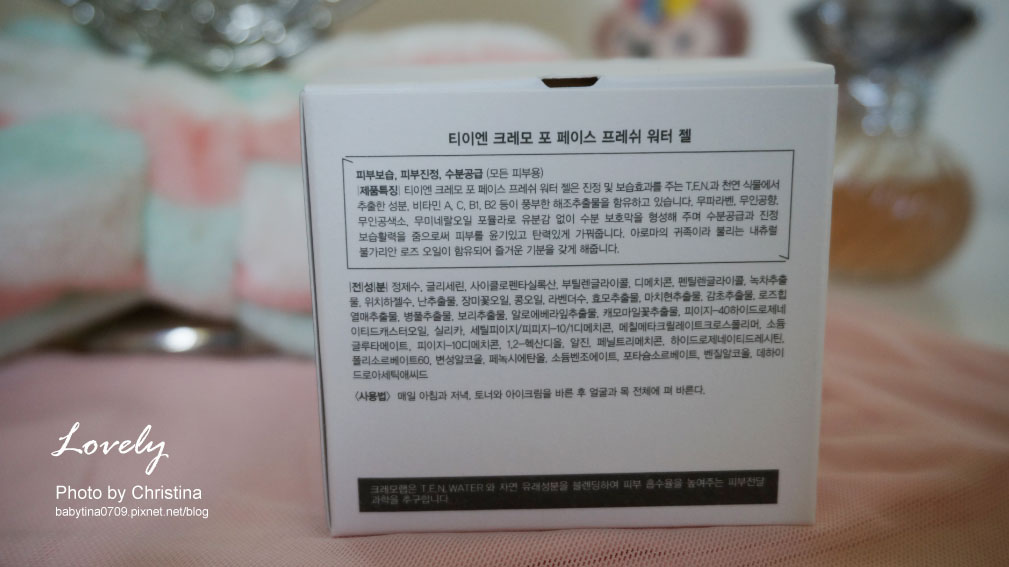 티이엔 크레모 포 페이스 프레쉬 워터 젤
피부보습, 피부진정, 수분공급 (모든 피부용)
|제품특징| 티이엔 크레모 포 페이스 프레쉬 워터 젤은 진정 및 보습효과를 주는 T.E.N.과 천연 식물에서
추출한 성분, 비타민 A, C, B1, B2 등이 풍부한 해조추출물을 함유하고 있습니다. 무파라벤, 무인공향,
무인공색소, 무미네랄오일 포뮬라로 유분감 없이 수분 보호막을 형성해 주며 수분공급과 진정
보습활력을 줌으로써 피부를 윤기있고 탄력있게 가꿔줍니다. 아로마의 귀족이라 불리는 내츄럴
불가리안 로즈 오일이 함유되어 즐거운 기분을 갖게 해줍니다.
|전|성|분| 정제수, 글리세린, 사이클로펜타실록산, 부틸렌글라이콜, 디메치콘, 펜틸렌글라이콜, 녹차추출
물, 위치하젤수, 난추출물, 장미꽃오일, 콩오일, 라벤더수, 효모추출물, 마치현추출물, 감초추출물, 로즈힙
열매추출물, 병풀추출물, 보리추출물, 알로에베라잎추출물, 캐모마일꽃추출물, 피이지-40하이드로제네
이티드캐스터오일, 실리카, 세틸피이지/피피지-10/1디메치콘, 메칠메타크릴레이트크로스폴리머, 소듐
글루타메이트, 피이지-10디메치콘, 1,2-헥산디올, 알진, 페닐트리메치콘, 하이드로제네이티드레시틴,
폴리소르베이트60, 변성알코올, 페녹시에탄올, 소듐벤조에이트, 포타슘소르베이트, 벤질알코올, 데하이
드로아세틱애씨드
〈사용법〉 매일 아침과 저녁, 토너와 아이크림을 바른 후 얼굴과 목 전체에 펴 바른다.
크레모랩은 T.E.N. WATER와 자연 유래성분을 블렌딩하여 피부 흡수율을 높여주는 피부전달
과학을 추구합니다.
Lovely
Photo by Christina
babytina0709.pixnet.net/blog